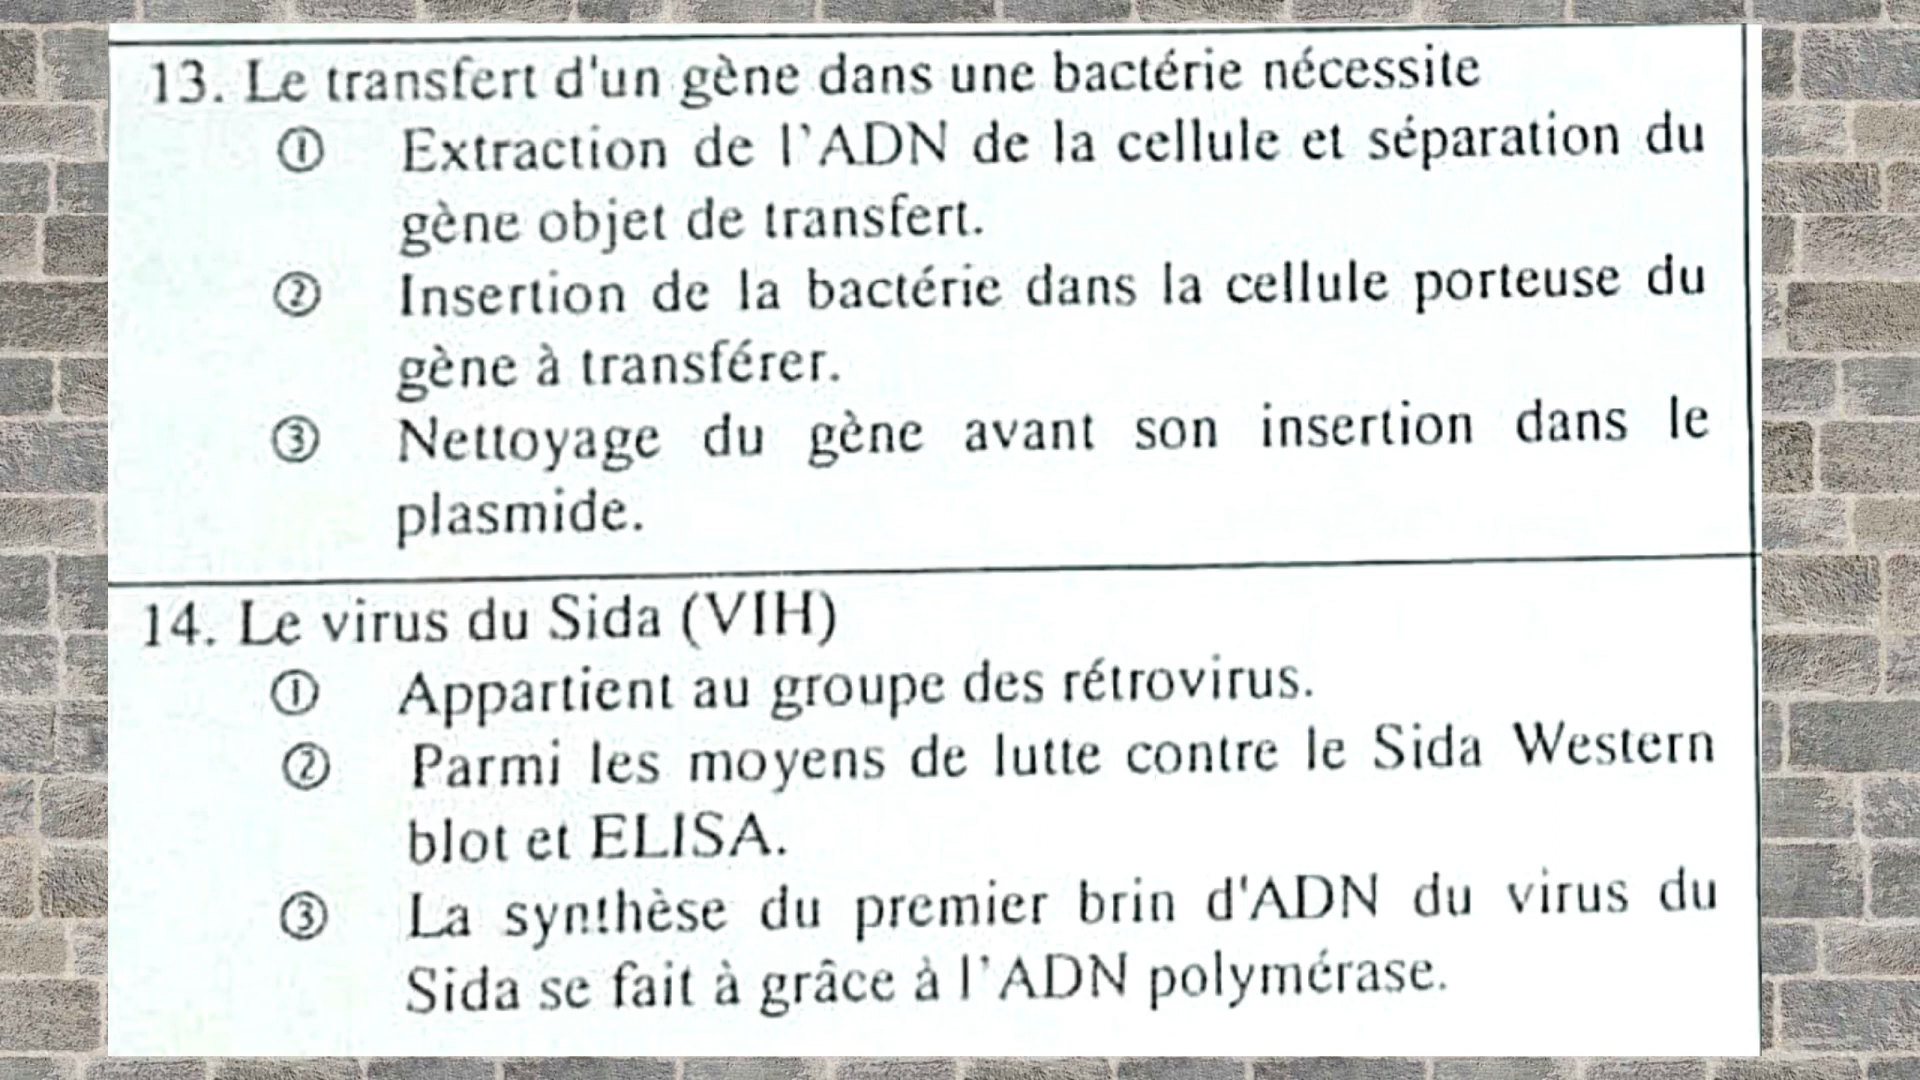 13. Le transfert d'un gène dans une bactérie nécessite
① Extraction de l'ADN de la cellule et séparation du
gène objet de transfert.
② Insertion de la bactérie dans la cellule porteuse du
gène à transférer.
③ Nettoyage du gène avant son insertion dans le
plasmide.
14. Le virus du Sida (VIH)
① Appartient au groupe des rétrovirus.
② Parmi les moyens de lutte contre le Sida Western
blot et ELISA.
③ La synthèse du premier brin d'ADN du virus du
Sida se fait à grâce à l'ADN polymérase.